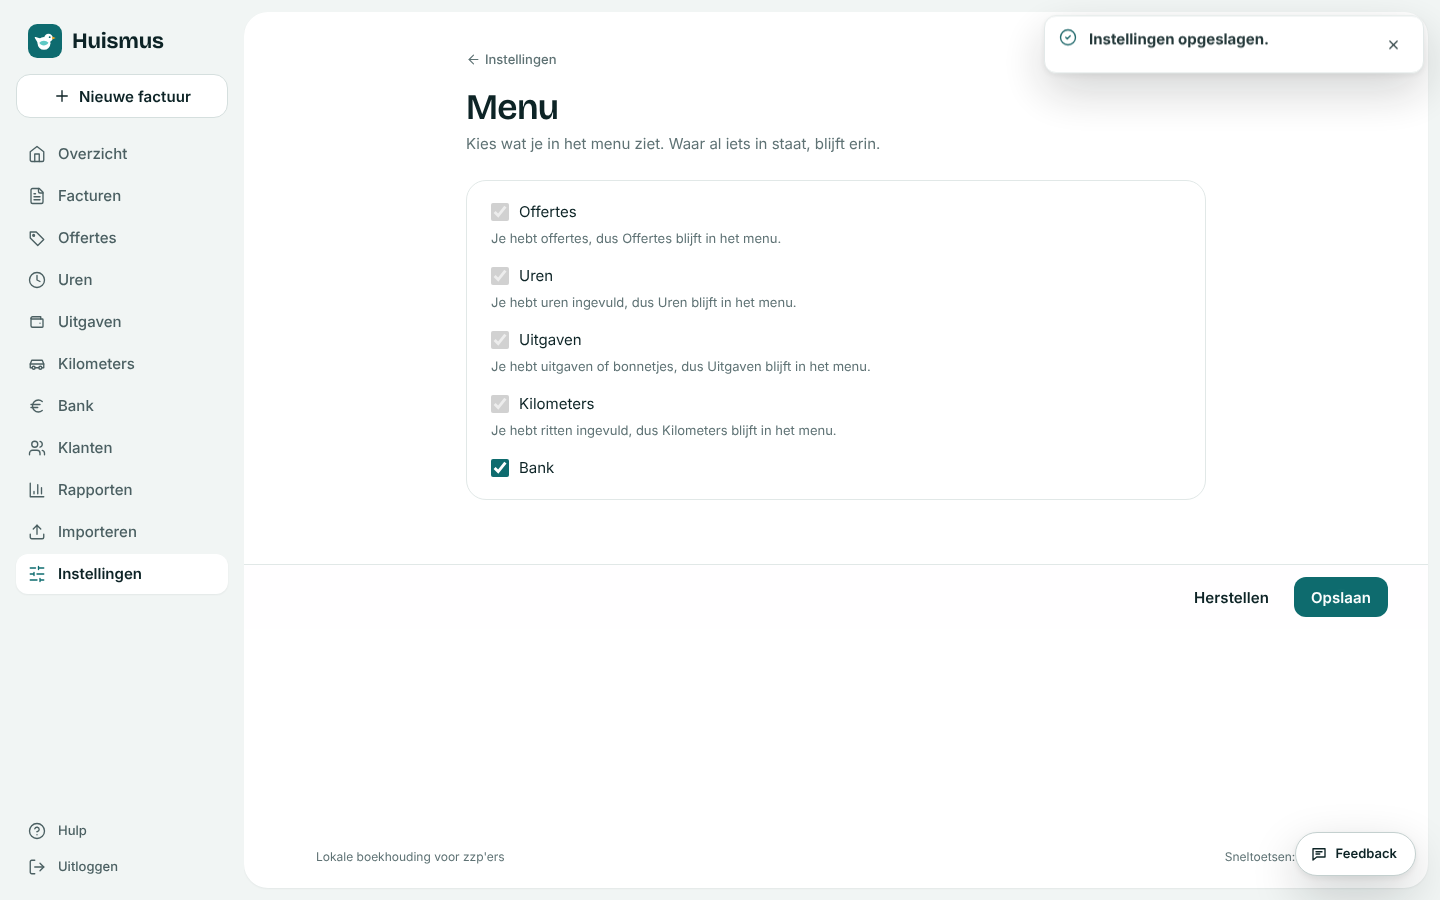 Huismus
Nieuwe factuur
Overzicht
Facturen
Offertes
Uren
Uitgaven
Kilometers
Bank
Klanten
Rapporten
Importeren
Instellingen
Hulp
Uitloggen
Instellingen
Menu
Kies wat je in het menu ziet. Waar al iets in staat, blijft erin.
Offertes
Je hebt offertes, dus Offertes blijft in het menu.
Uren
Je hebt uren ingevuld, dus Uren blijft in het menu.
Uitgaven
Je hebt uitgaven of bonnetjes, dus Uitgaven blijft in het menu.
Kilometers
Je hebt ritten ingevuld, dus Kilometers blijft in het menu.
Bank
Herstellen
Opslaan
Lokale boekhouding voor zzp'ers
Sneltoetsen:
Feedback
Instellingen opgeslagen.